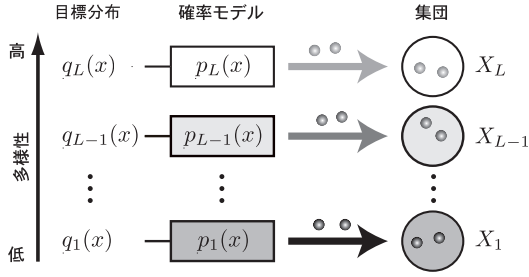 目標分布 確率モデル 集団
高 q_L(x) p_L(x) X_L
q_{L−1}(x) p_{L−1}(x) X_{L−1}
多様性
低 q_1(x) p_1(x) X_1